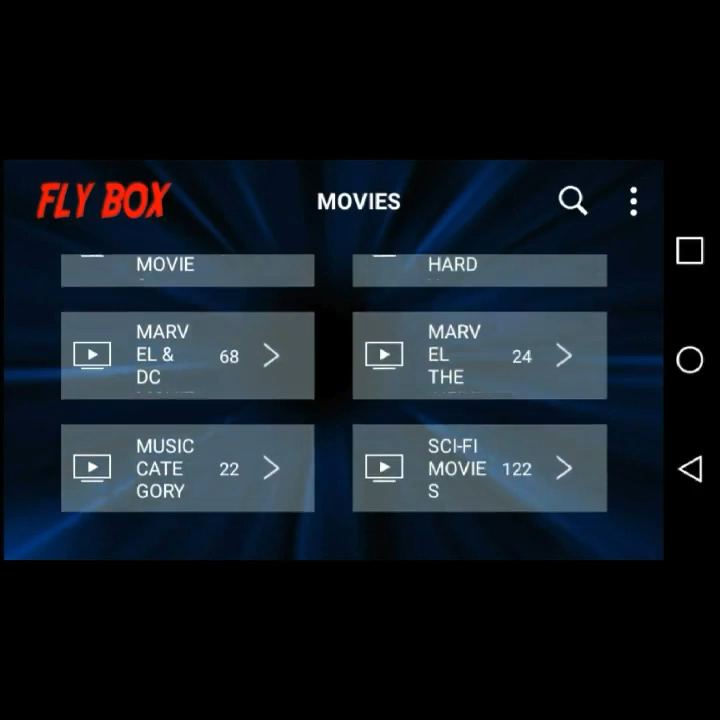 FLY BOX
MOVIES
MOVIE
HARD
MARV
EL &
DC
68
MARV
EL
THE
24
MUSIC
CATE
GORY
22
SCI-FI
MOVIE
S
122